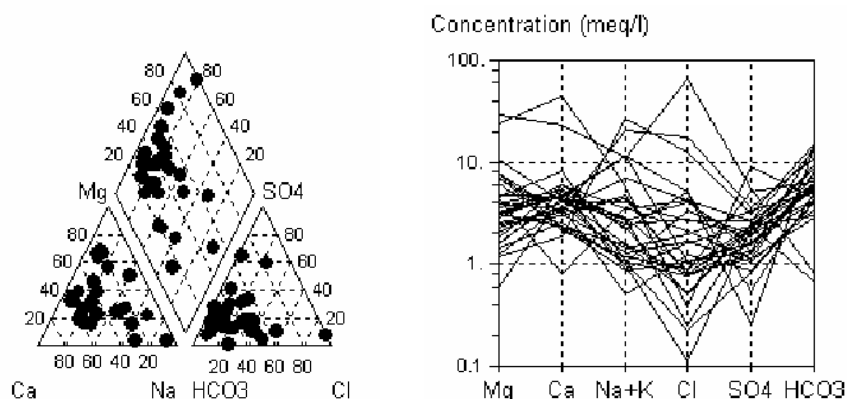 Concentration (meq/l)
100.
10.
1.
0.1
Mg Ca Na+K Cl SO4 HCO3
80 80
60 60
40 40
20 20
Mg SO4
80 80
60 60
40 40
20 20
80 60 40 20 20 40 60 80
Ca Na HCO3 Cl